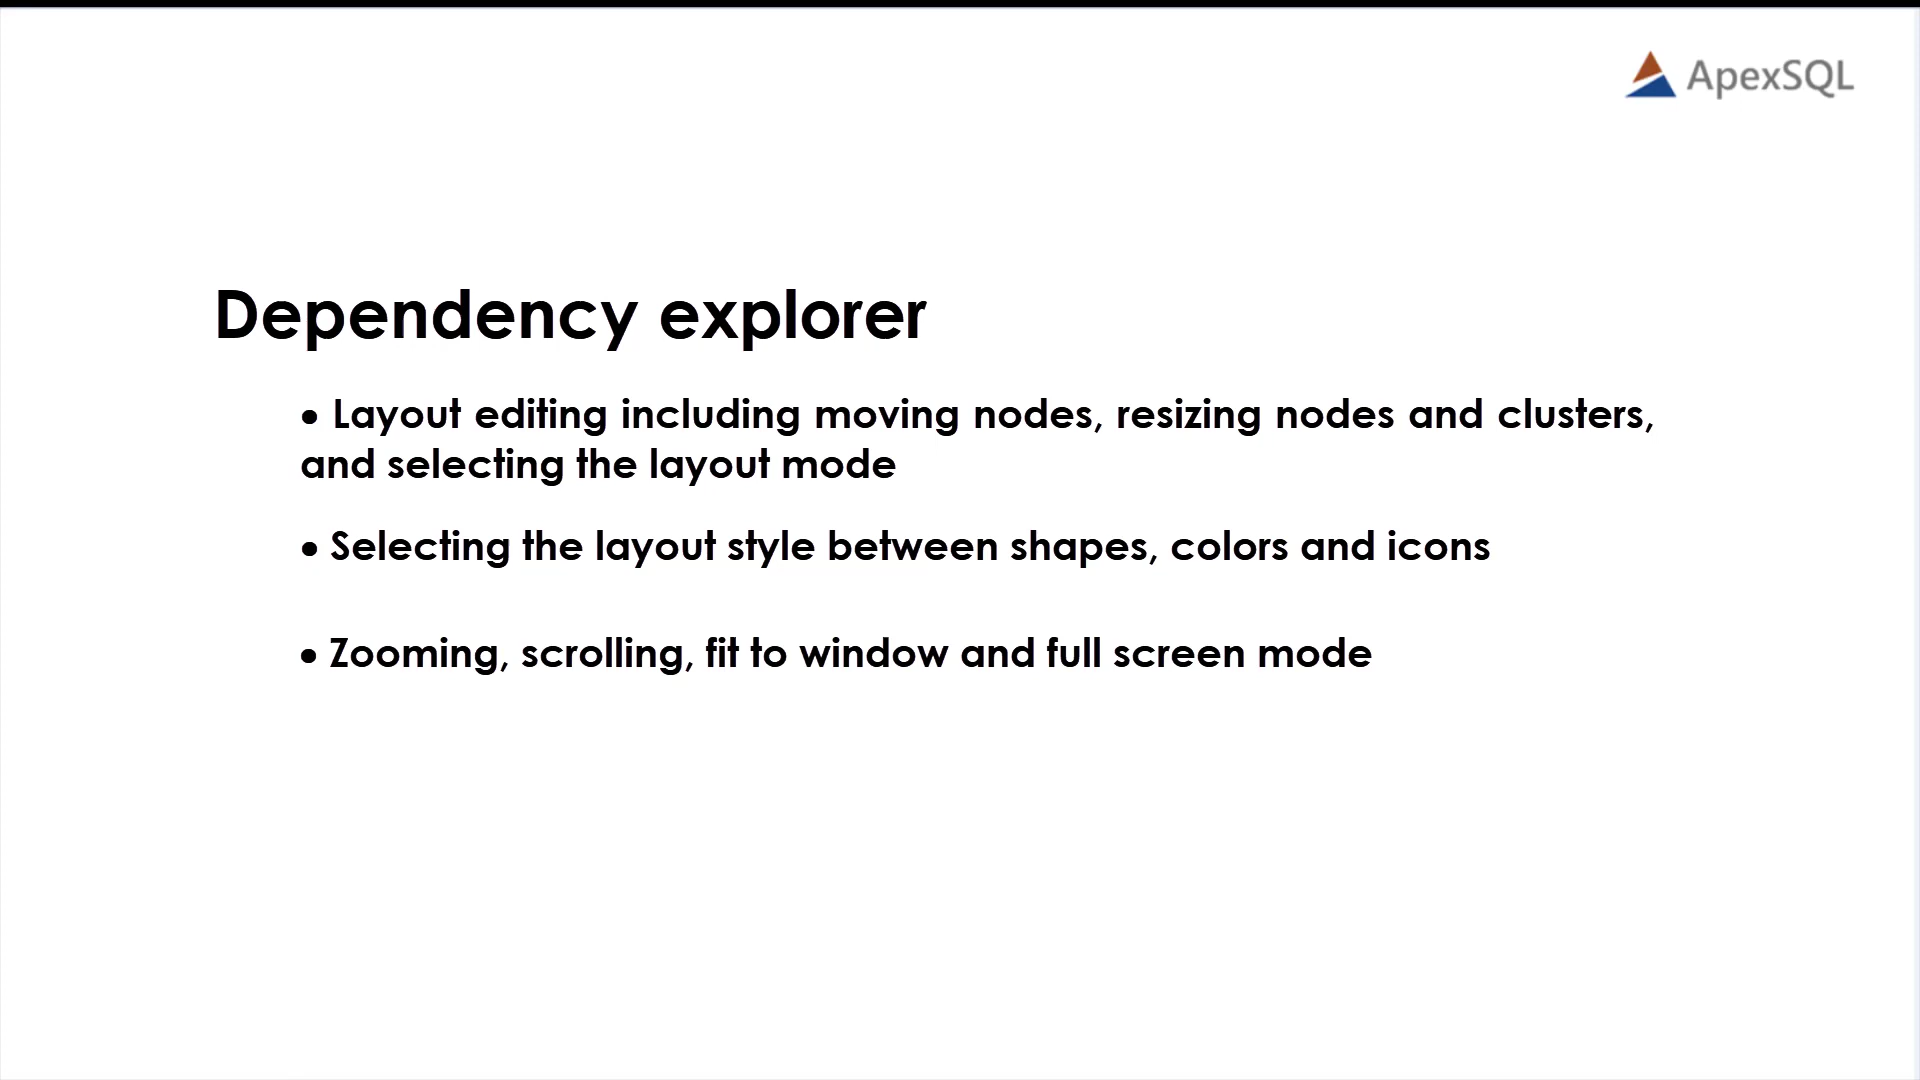 ApexSQL
Dependency explorer
• Layout editing including moving nodes, resizing nodes and clusters,
and selecting the layout mode
• Selecting the layout style between shapes, colors and icons
• Zooming, scrolling, fit to window and full screen mode